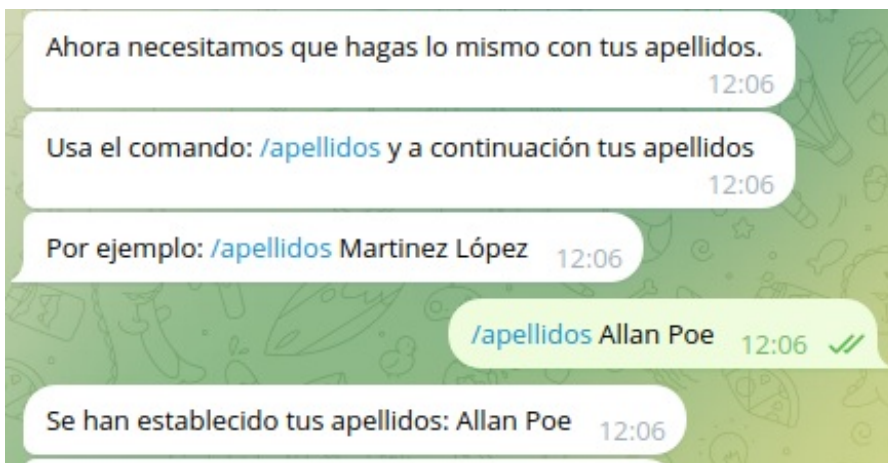 Ahora necesitamos que hagas lo mismo con tus apellidos.
12:06
Usa el comando: /apellidos y a continuación tus apellidos
12:06
Por ejemplo: /apellidos Martinez López 12:06
/apellidos Allan Poe 12:06
Se han establecido tus apellidos: Allan Poe 12:06